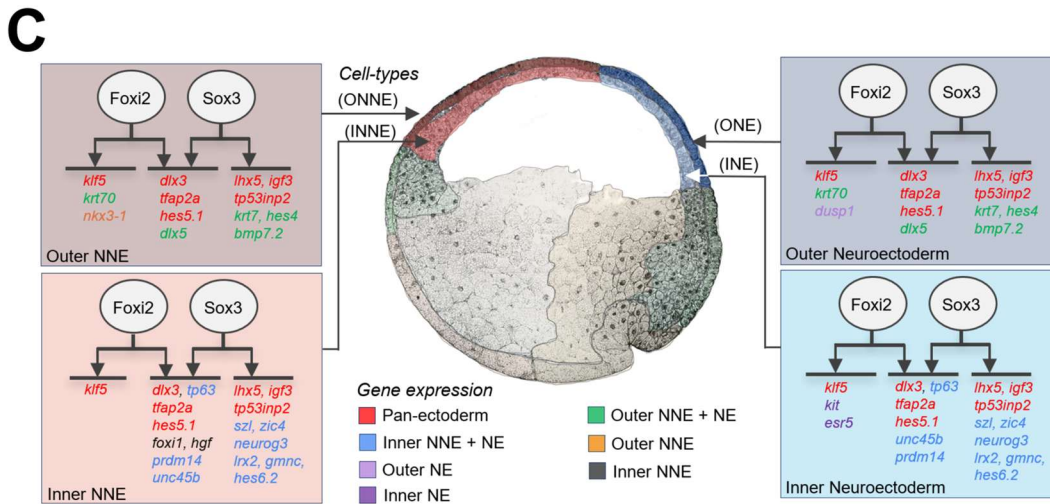 C
Foxi2 Sox3
klf5 dlx3 lhx5, igf3
krt70 tfap2a tp53inp2
nkx3-1 hes5.1 krt7, hes4
dlx5 bmp7.2
Outer NNE
Foxi2 Sox3
klf5 dlx3, tp63 lhx5, igf3
tfap2a tp53inp2
hes5.1 szl, zic4
foxi1, hgf neurog3
prdm14 lrx2, gmnc,
unc45b hes6.2
Inner NNE
Cell-types
(ONNE)
(INNE)
(ONE)
(INE)
Gene expression
Pan-ectoderm Outer NNE + NE
Inner NNE + NE Outer NNE
Outer NE Inner NNE
Inner NE
Foxi2 Sox3
klf5 dlx3 lhx5, igf3
krt70 tfap2a tp53inp2
dusp1 hes5.1 krt7, hes4
dlx5 bmp7.2
Outer Neuroectoderm
Foxi2 Sox3
klf5 dlx3, tp63 lhx5, igf3
kit tfap2a tp53inp2
esr5 hes5.1 szl, zic4
unc45b neurog3
prdm14 lrx2, gmnc,
hes6.2
Inner Neuroectoderm